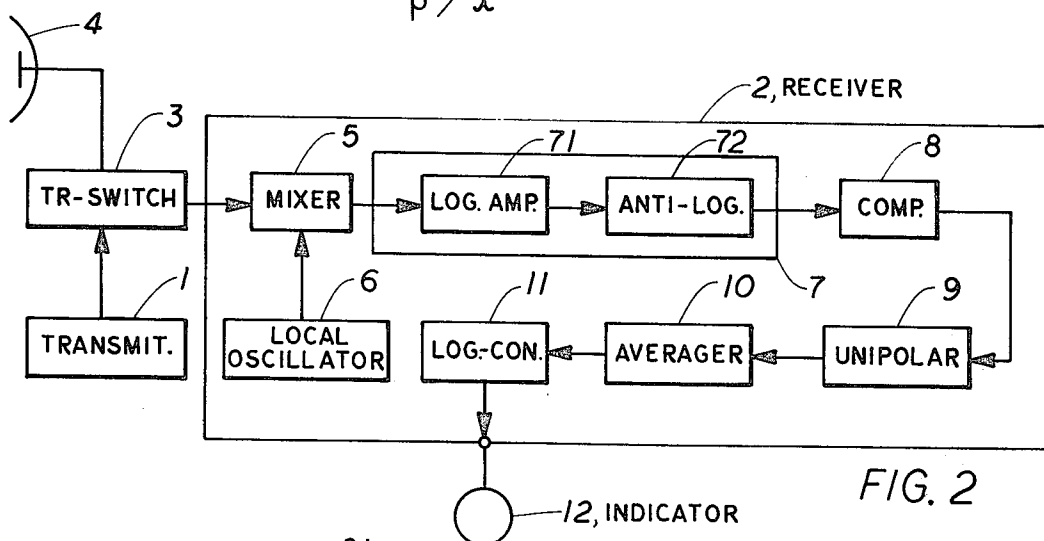 ρ > x
4
2, RECEIVER
3
5
71
72
8
TR-SWITCH
MIXER
LOG. AMP.
ANTI-LOG.
COMP.
1
6
11
10
7
9
TRANSMIT.
LOCAL
OSCILLATOR
LOG-CON.
AVERAGER
UNIPOLAR
FIG. 2
12, INDICATOR